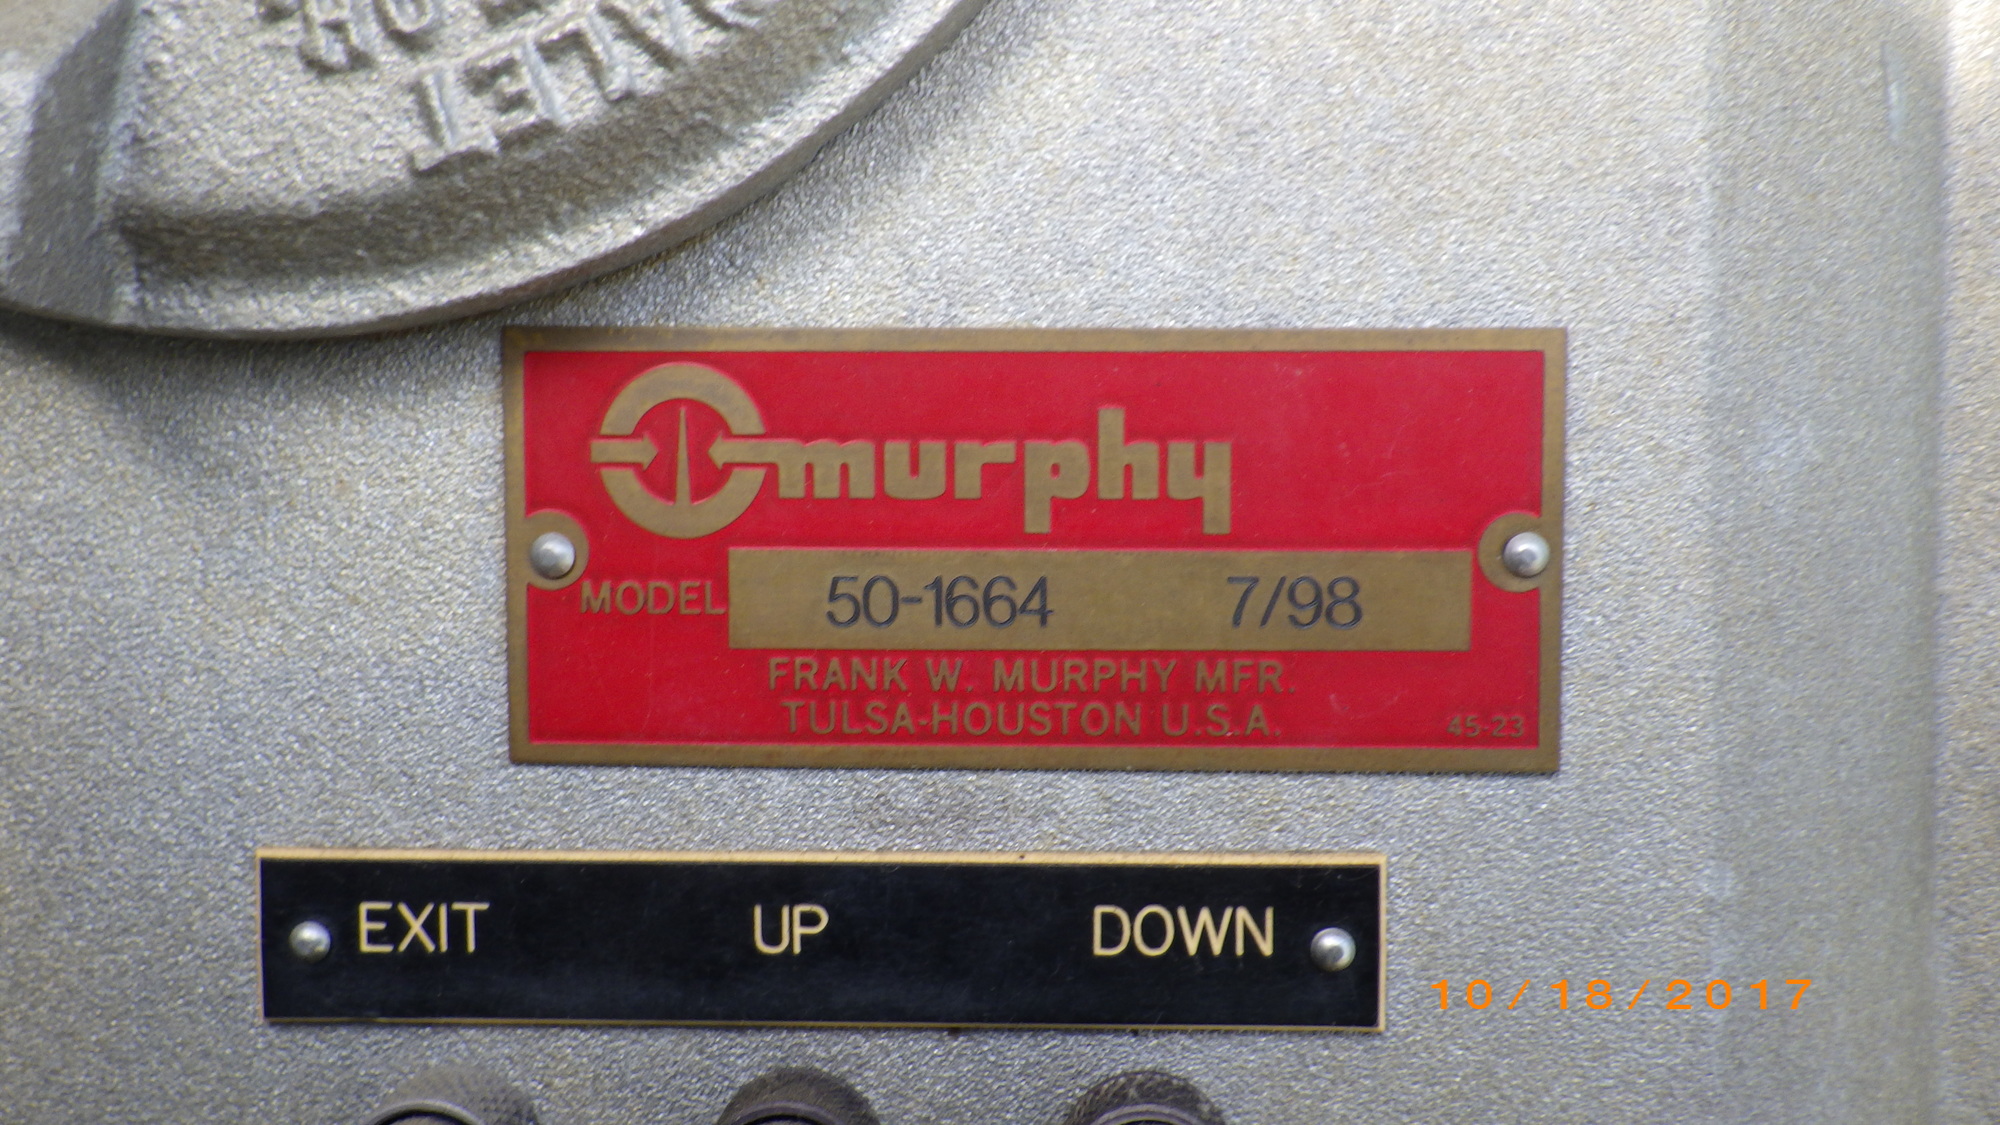 ALET
murphy
MODEL 50-1664 7/98
FRANK W. MURPHY MFR.
TULSA-HOUSTON U.S.A.
45-23
EXIT UP DOWN
10/18/2017